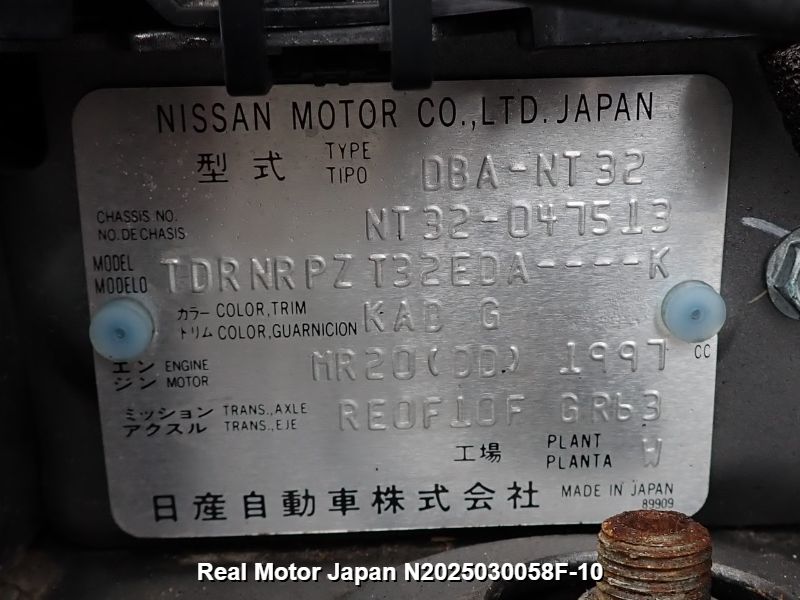 NISSAN MOTOR CO.,LTD. JAPAN
型式 TYPE TIPO DBA-NT32
CHASSIS NO. NO. DE CHASIS NT32-047513
MODEL MODELO TDRNRPZ T32EDA----K
カラー COLOR, TRIM
トリム COLOR, GUARNICION KAD G
エンジン ENGINE MOTOR MR20(DD) 1997 CC
ミッション TRANS., AXLE
アクスル TRANS., EJE RE0F10F GR63
工場 PLANT PLANTA W
日産自動車株式会社 MADE IN JAPAN
89909
Real Motor Japan N2025030058F-10